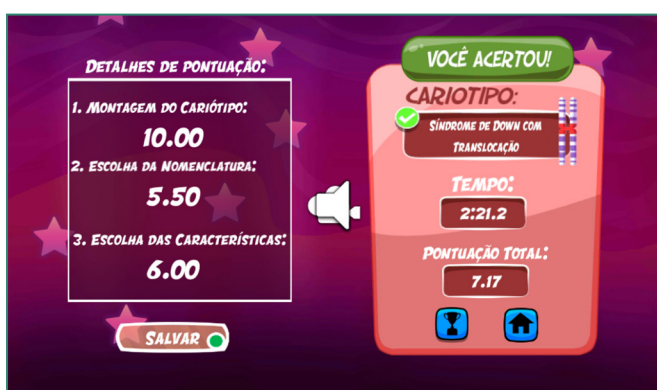 DETALHES DE PONTUAÇÃO:
1. MONTAGEM DO CARIÓTIPO:
10.00
2. ESCOLHA DA NOMENCLATURA:
5.50
3. ESCOLHA DAS CARACTERÍSTICAS:
6.00
SALVAR
VOCÊ ACERTOU!
CARIOTIPO:
SÍNDROME DE DOWN COM
TRANSLOCAÇÃO
TEMPO:
2:21.2
PONTUAÇÃO TOTAL:
7.17